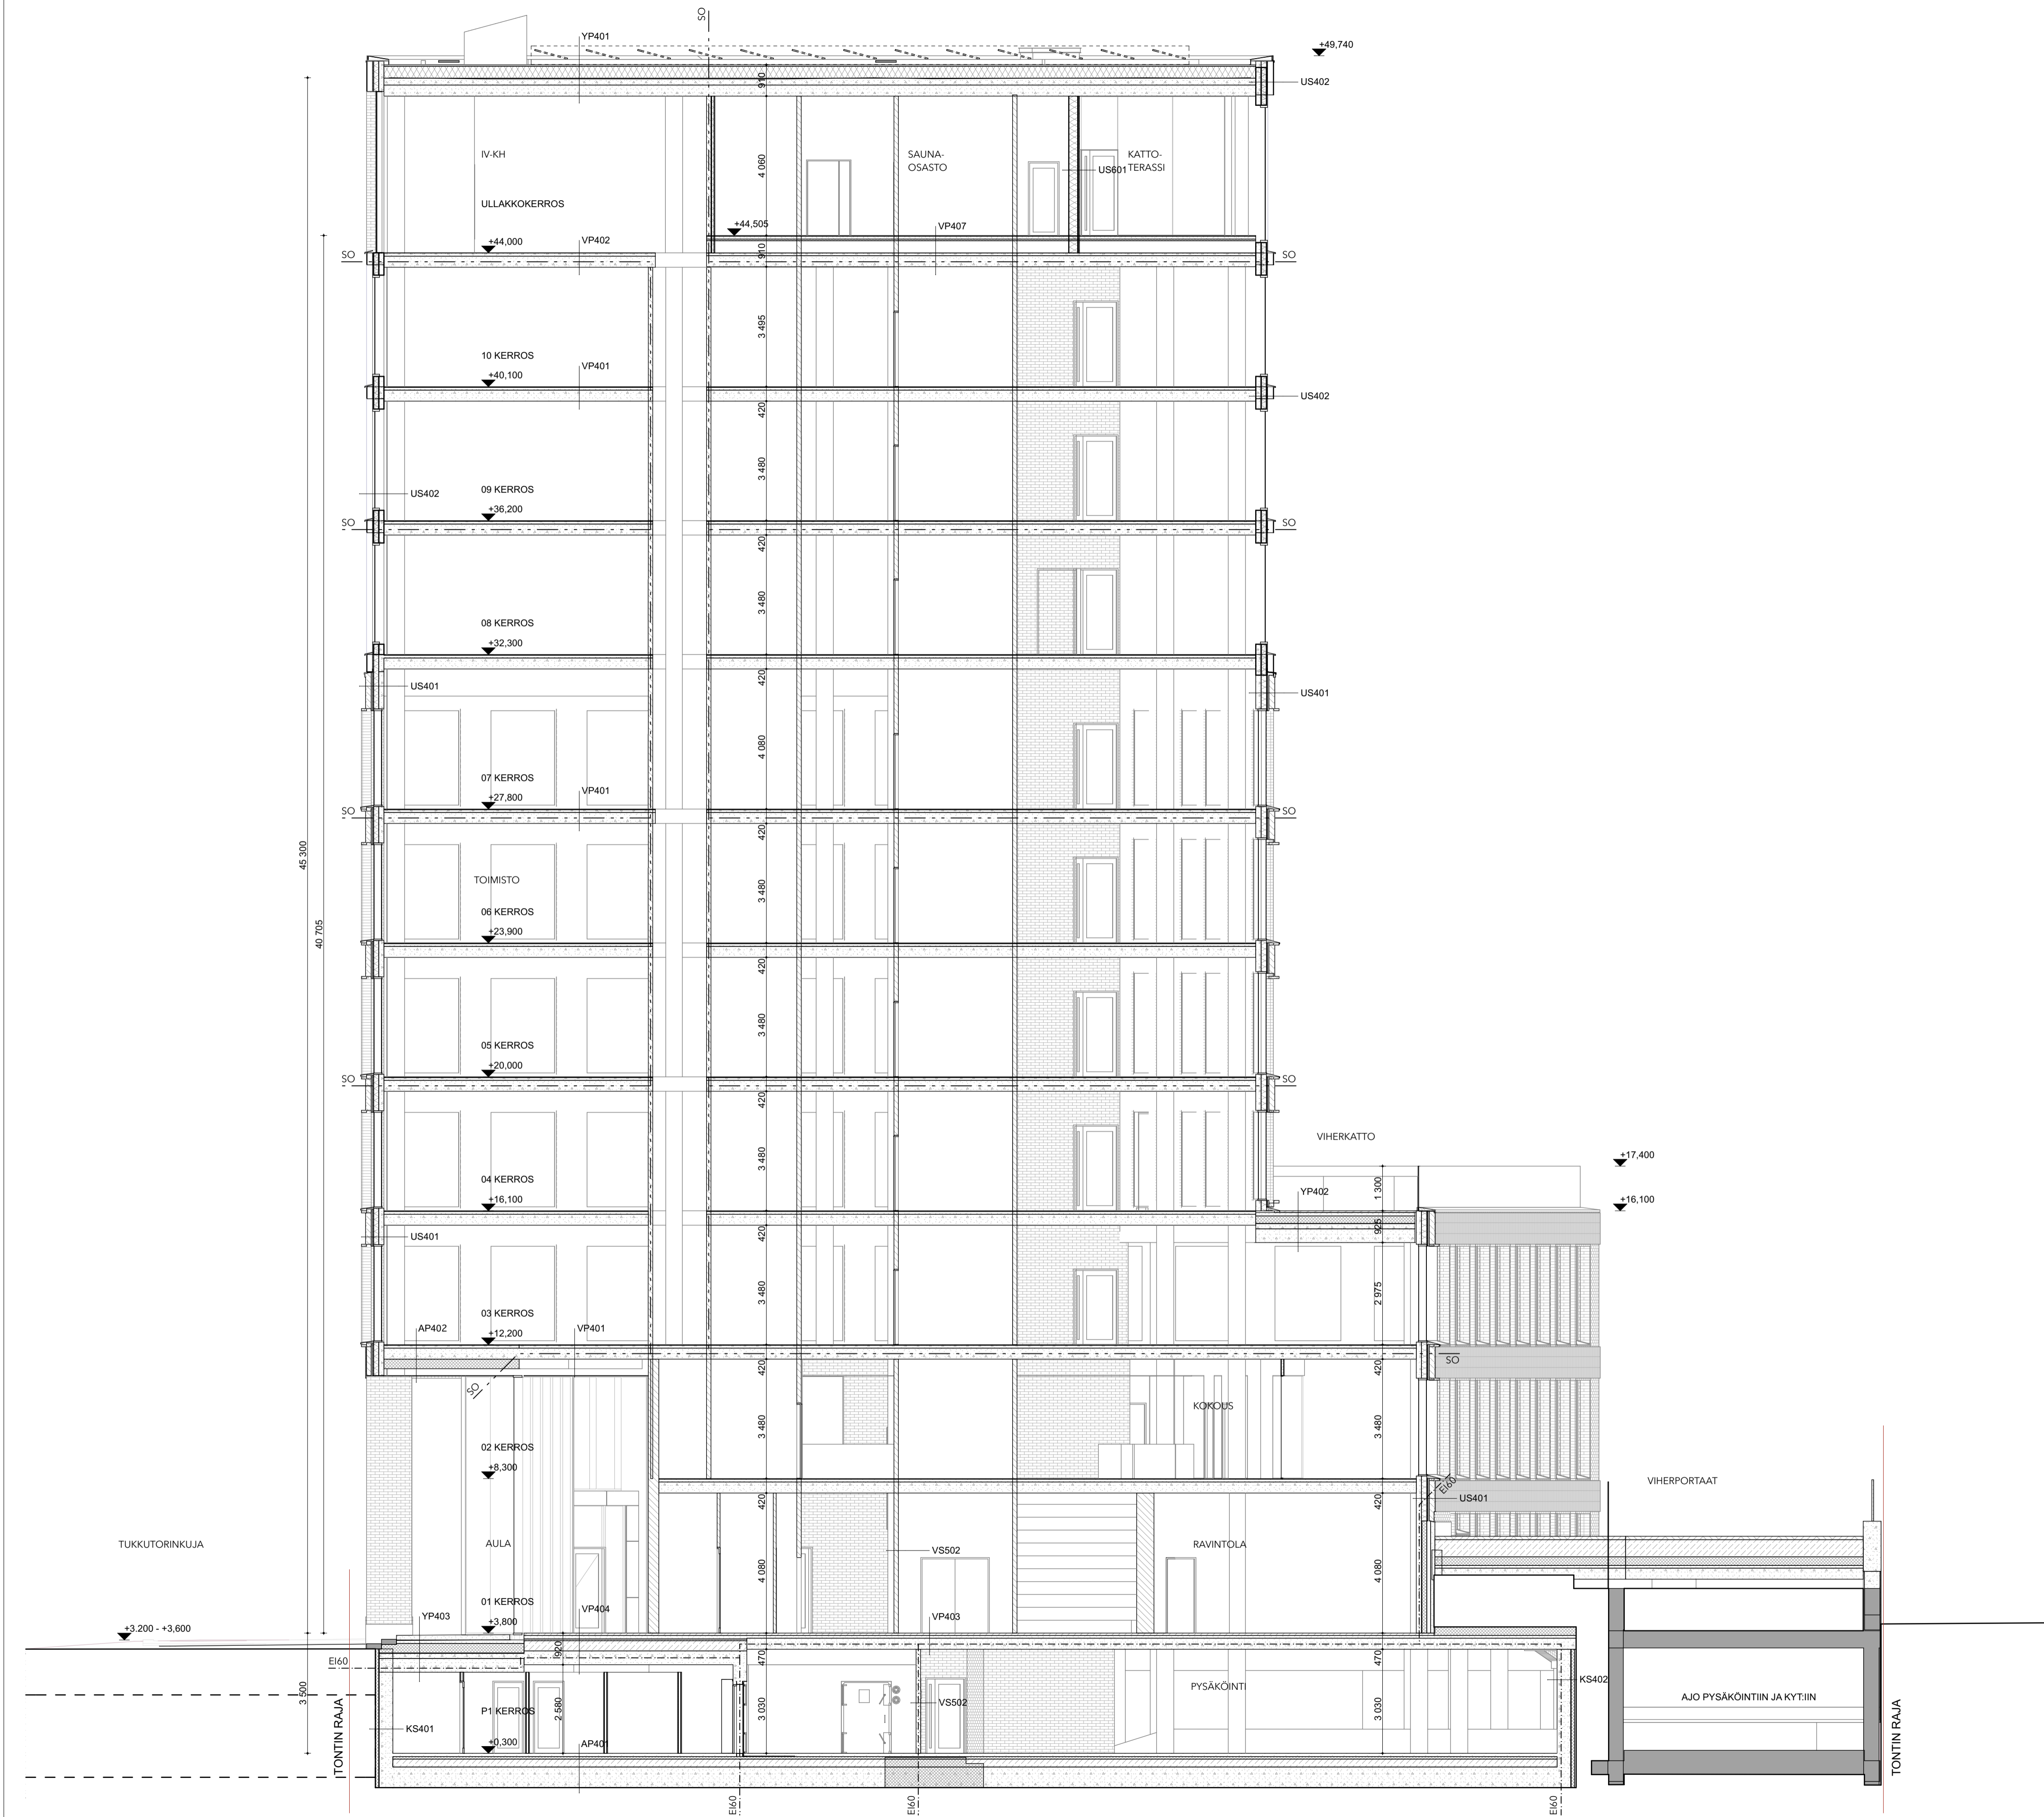 SO
YP401
+49,740
910
US402
IV-KH
SAUNA-
OSASTO
KATTO-
TERASSI
4 060
US601
ULLAKKOKERROS
+44,505
VP407
+44,000
VP402
910
SO
SO
3 495
10 KERROS
VP401
+40,100
US402
420
3 480
09 KERROS
US402
+36,200
SO
SO
420
3 480
08 KERROS
+32,300
420
US401
US401
4 080
07 KERROS
VP401
+27,800
SO
SO
420
45 300
TOIMISTO
3 480
06 KERROS
+23,900
40 705
420
3 480
05 KERROS
+20,000
SO
SO
420
VIHERKATTO
3 480
+17,400
04 KERROS
1 300
YP402
+16,100
+16,100
420
925
US401
3 480
2 975
03 KERROS
AP402
VP401
+12,200
420
420
SO
SO
KOKOUS
3 480
3 480
02 KERROS
+8,300
EI60
VIHERPORTAAT
420
420
US401
TUKKUTORINKUJA
AULA
VS502
RAVINTOLA
4 080
4 080
01 KERROS
YP403
VP404
VP403
+3.200 - +3,600
+3,800
920
470
470
EI60
3 500
TONTIN RAJA
P1 KERROS
2 580
3 030
VS502
PYSÄKÖINTI
3 030
KS402
AJO PYSÄKÖINTIIN JA KYT:IIN
TONTIN RAJA
KS401
+0,300
AP401
EI60
EI60
EI60